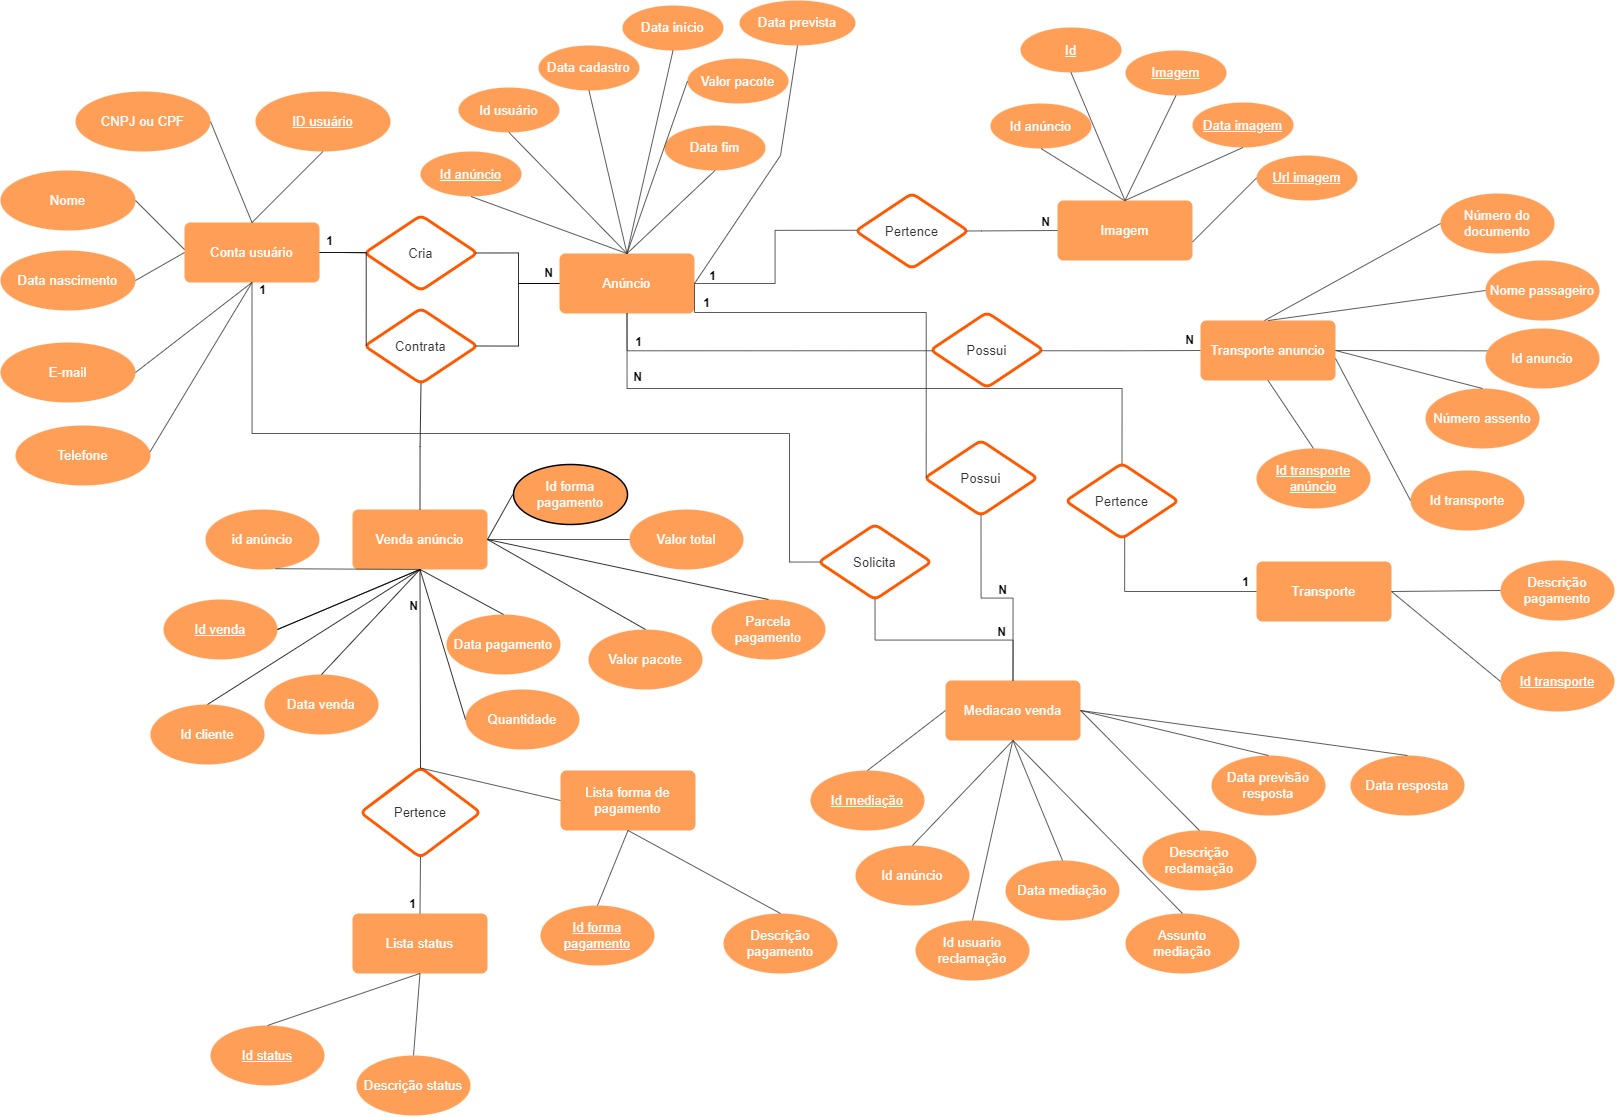 Data prevista
Data início
Id
Data cadastro
Imagem
Valor pacote
Id usuário
CNPJ ou CPF
ID usuário
Id anúncio
Data imagem
Data fim
Id anúncio
Url imagem
Nome
Número do
documento
Pertence
N
Imagem
1
Conta usuário
Cria
N
1
Anúncio
Data nascimento
1
1
Nome passageiro
Contrata
1
Possui
N
Transporte anuncio
Id anuncio
E-mail
N
Número assento
Telefone
Possui
Id transporte
anúncio
Id forma
pagamento
Pertence
Id transporte
id anúncio
Venda anúncio
Valor total
Solicita
N
1
Transporte
Descrição
pagamento
N
Id venda
Parcela
pagamento
N
Data pagamento
Valor pacote
Id transporte
Data venda
Quantidade
Id cliente
Mediacao venda
Lista forma de
pagamento
Pertence
Id mediação
Data previsão
resposta
Data resposta
Id anúncio
Descrição
reclamação
Data mediação
1
Lista status
Id forma
pagamento
Descrição
pagamento
Id usuario
reclamação
Assunto
mediação
Id status
Descrição status